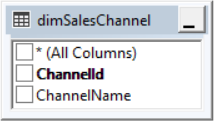 dimSalesChannel
* (All Columns)
ChannelId
ChannelName